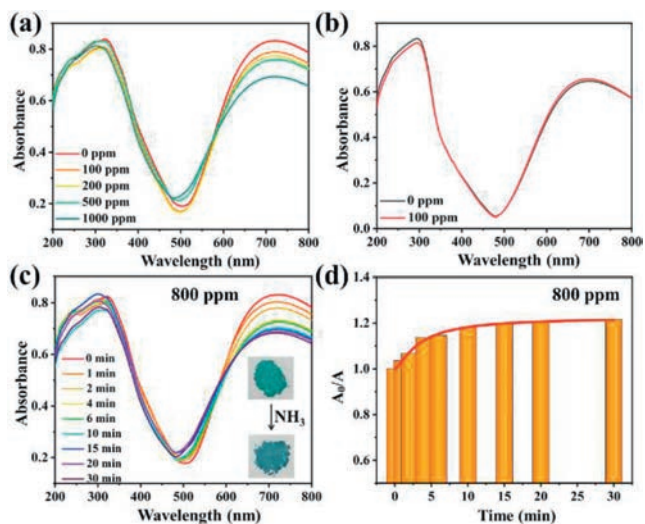 (a)
0.8
0.6
0.4
0.2
Absorbance
0 ppm
100 ppm
200 ppm
500 ppm
1000 ppm
200 300 400 500 600 700 800
Wavelength (nm)
(b)
0.8
0.6
0.4
0.2
0.0
Absorbance
0 ppm
100 ppm
200 300 400 500 600 700 800
Wavelength (nm)
(c)
800 ppm
0.8
0.6
0.4
0.2
Absorbance
0 min
1 min
2 min
4 min
6 min
10 min
15 min
20 min
30 min
NH₃
200 300 400 500 600 700 800
Wavelength (nm)
(d)
800 ppm
1.4
1.2
1.0
0.8
0.6
A₀/A
0 5 10 15 20 25 30
Time (min)